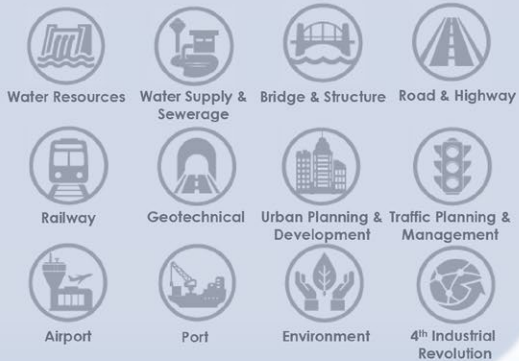 Water Resources
Water Supply &
Sewerage
Bridge & Structure
Road & Highway
Railway
Geotechnical
Urban Planning &
Development
Traffic Planning &
Management
Airport
Port
Environment
4th Industrial
Revolution